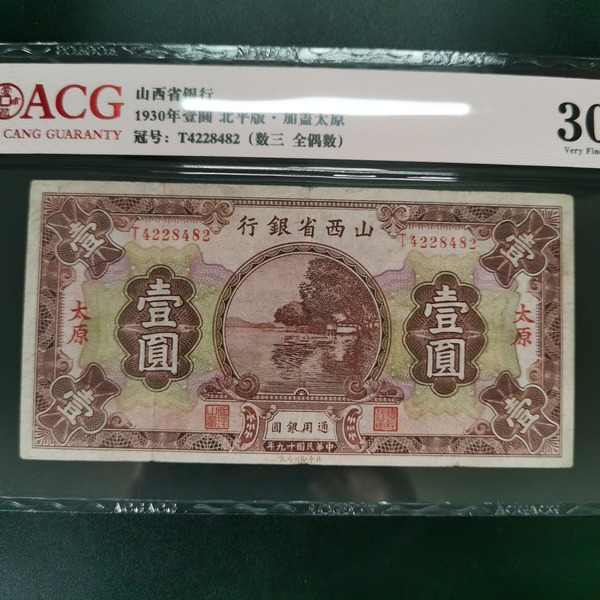 ACG
CANG GUARANTY
山西省银行
1930年壹圓 北平版·加蓋太原
冠号: T4228482 (数三 全偶数)
30
Very Fine
行銀省西山
T4228482
T4228482
壹
壹
壹圓
壹圓
太原
太原
壹
壹
圓銀用通
年九十國民華中